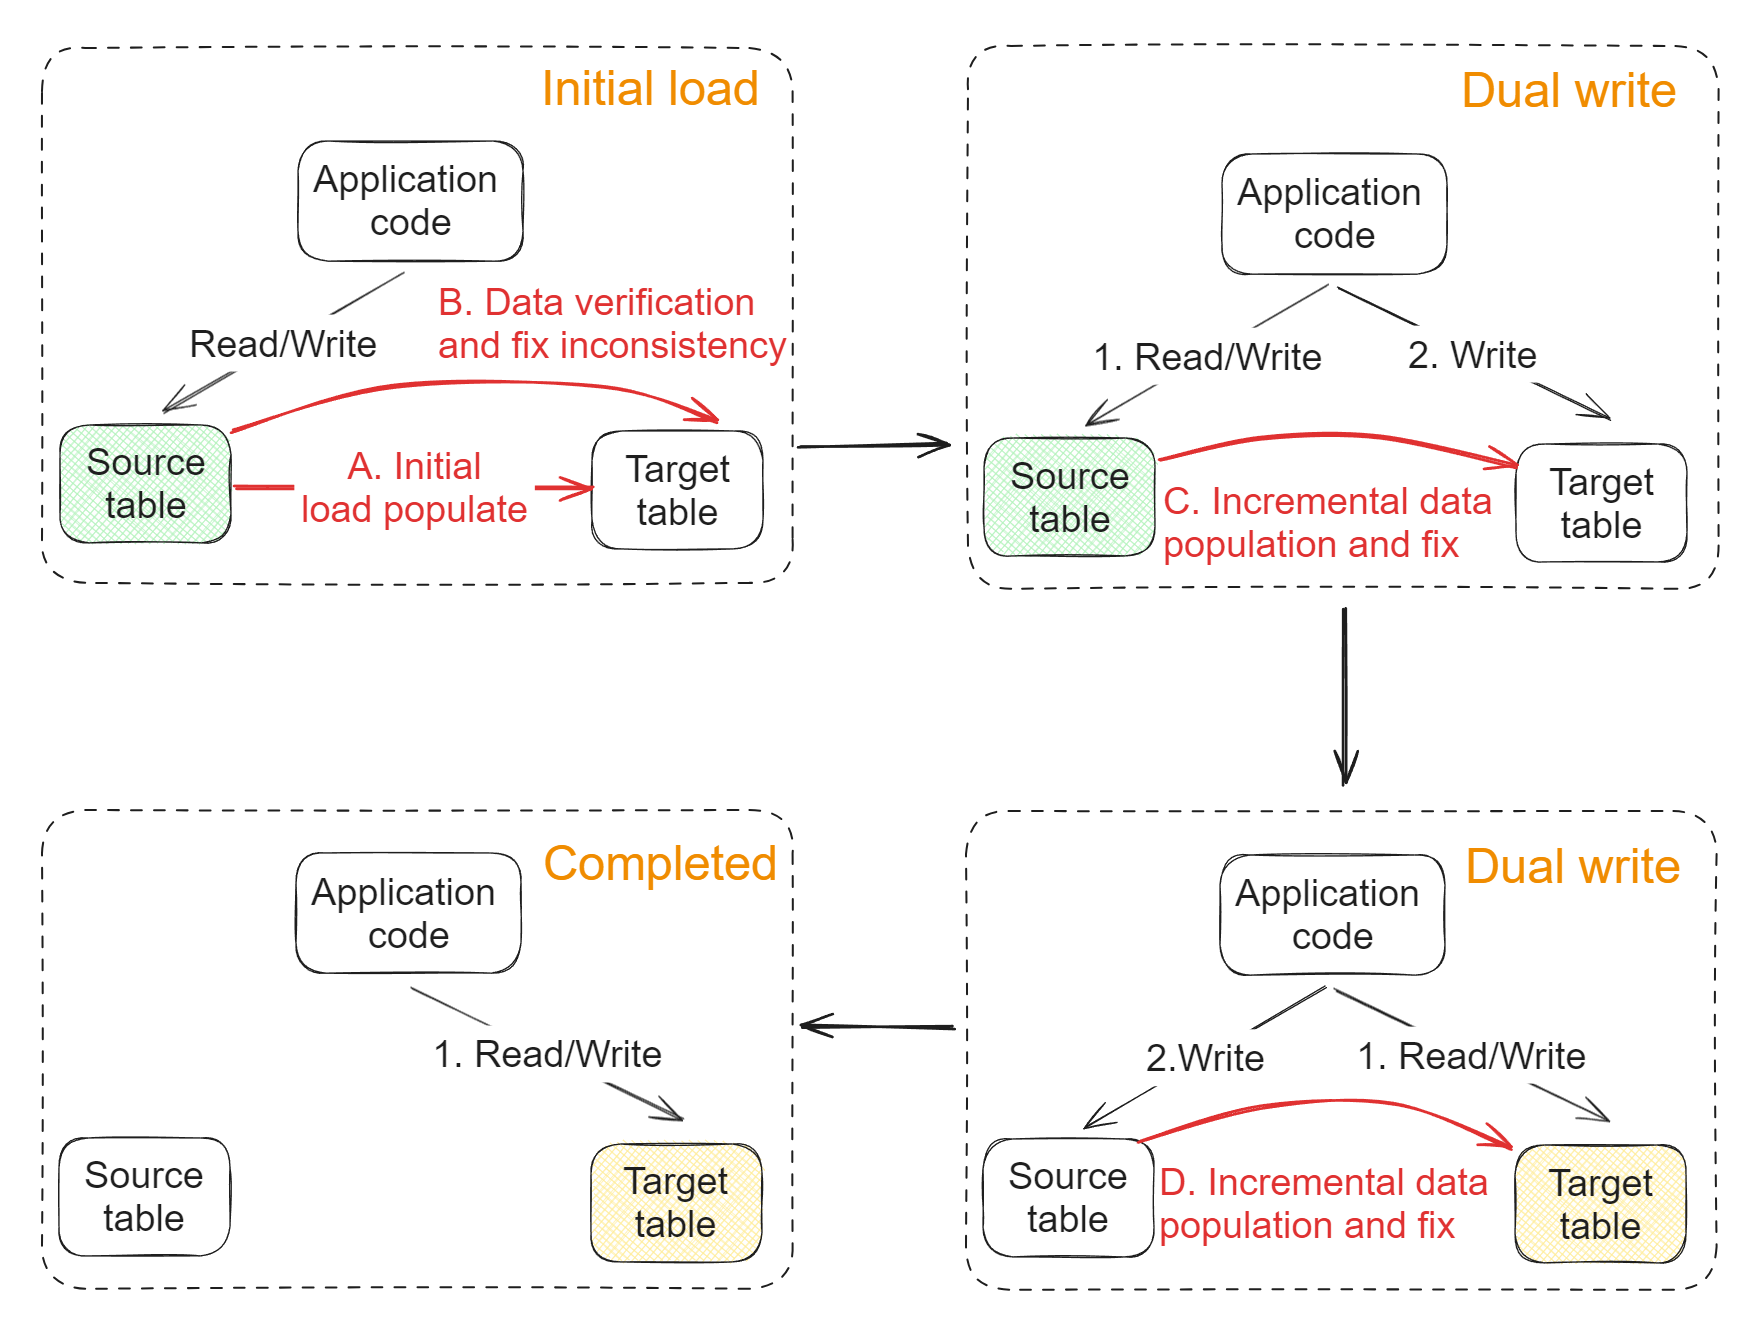 Initial load
Application
code
B. Data verification
and fix inconsistency
Read/Write
Source
table
A. Initial
load populate
Target
table
Dual write
Application
code
1. Read/Write
2. Write
Source
table
C. Incremental data
population and fix
Target
table
Dual write
Application
code
2.Write
1. Read/Write
Source
table
D. Incremental data
population and fix
Target
table
Completed
Application
code
1. Read/Write
Source
table
Target
table